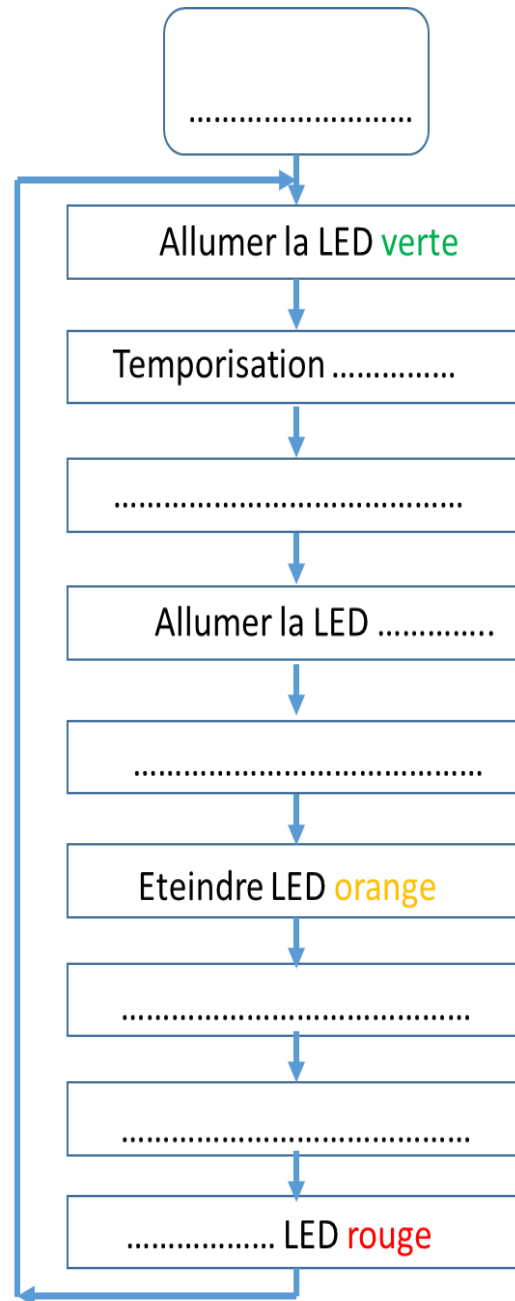 ..............................
Allumer la LED verte
Temporisation ...............
..........................................
Allumer la LED ..............
..........................................
Eteindre LED orange
..........................................
..........................................
.................. LED rouge